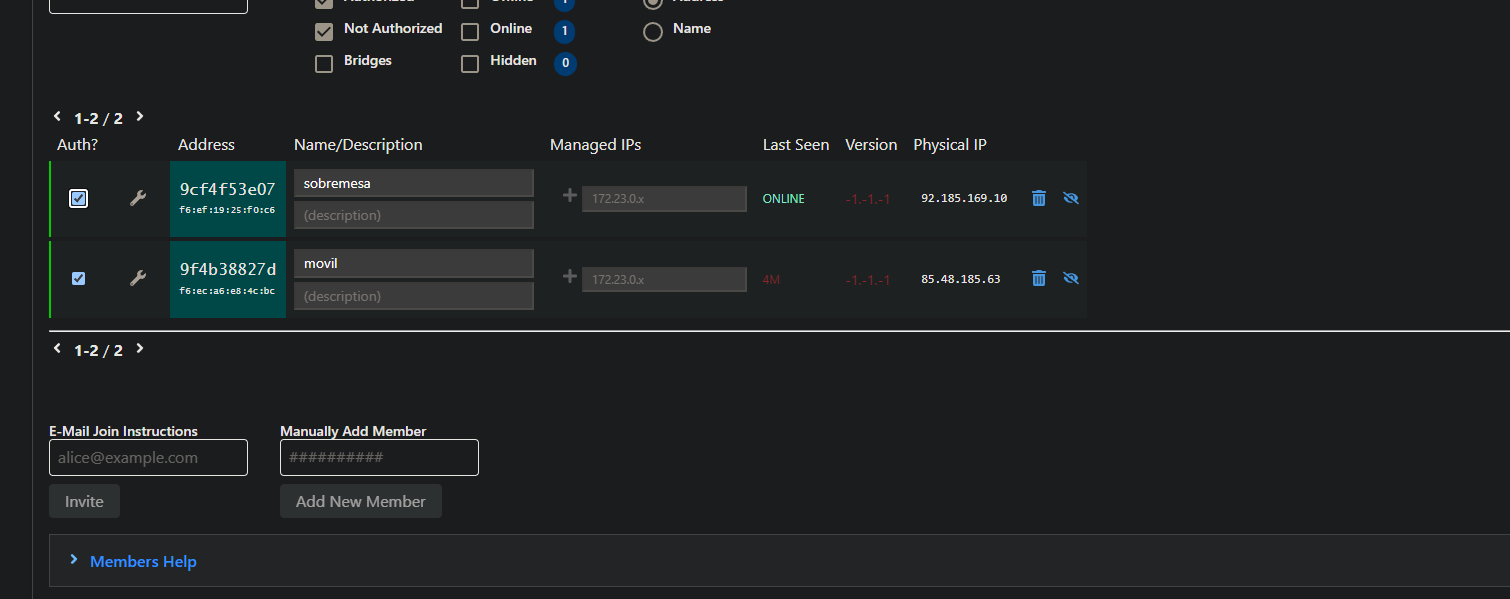 Authorized Online 1 Address
Not Authorized Online 1 Name
Bridges Hidden 0
1-2 / 2
Auth? Address Name/Description Managed IPs Last Seen Version Physical IP
9cf4f53e07 sobremesa 172.23.0.x ONLINE -1.-1.-1 92.185.169.10
f6:ef:19:25:f0:c6 (description)
9f4b38827d movil 172.23.0.x 4M -1.-1.-1 85.48.185.63
f6:ec:a6:e8:4c:bc (description)
1-2 / 2
E-Mail Join Instructions Manually Add Member
alice@example.com ##########
Invite Add New Member
Members Help